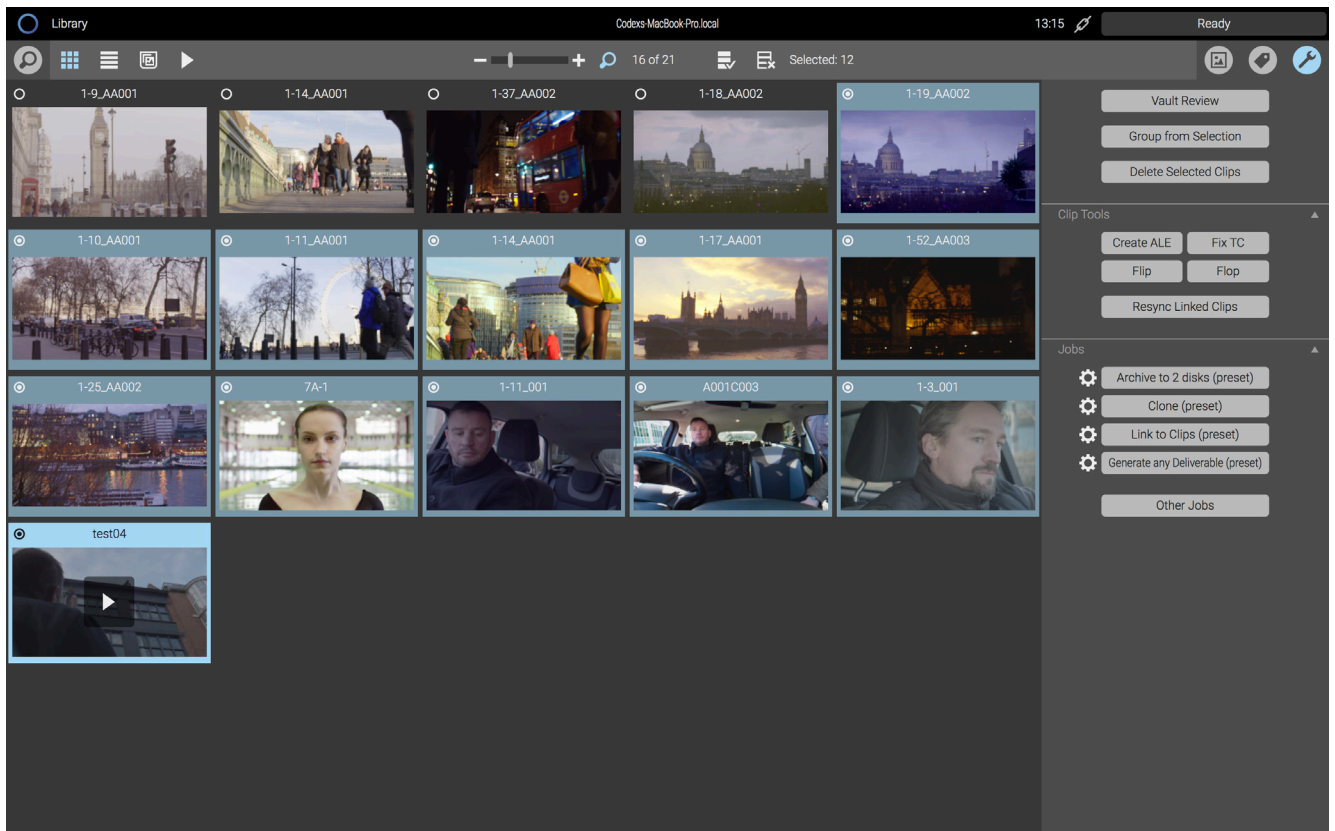 Library Codexs-MacBook-Pro.local 13:15 Ready
16 of 21 Selected: 12
1-9_AA001 1-14_AA001 1-37_AA002 1-18_AA002 1-19_AA002
1-10_AA001 1-11_AA001 1-14_AA001 1-17_AA001 1-52_AA003
1-25_AA002 7A-1 1-11_001 A001C003 1-3_001
test04
Vault Review
Group from Selection
Delete Selected Clips
Clip Tools
Create ALE Fix TC
Flip Flop
Resync Linked Clips
Jobs
Archive to 2 disks (preset)
Clone (preset)
Link to Clips (preset)
Generate any Deliverable (preset)
Other Jobs